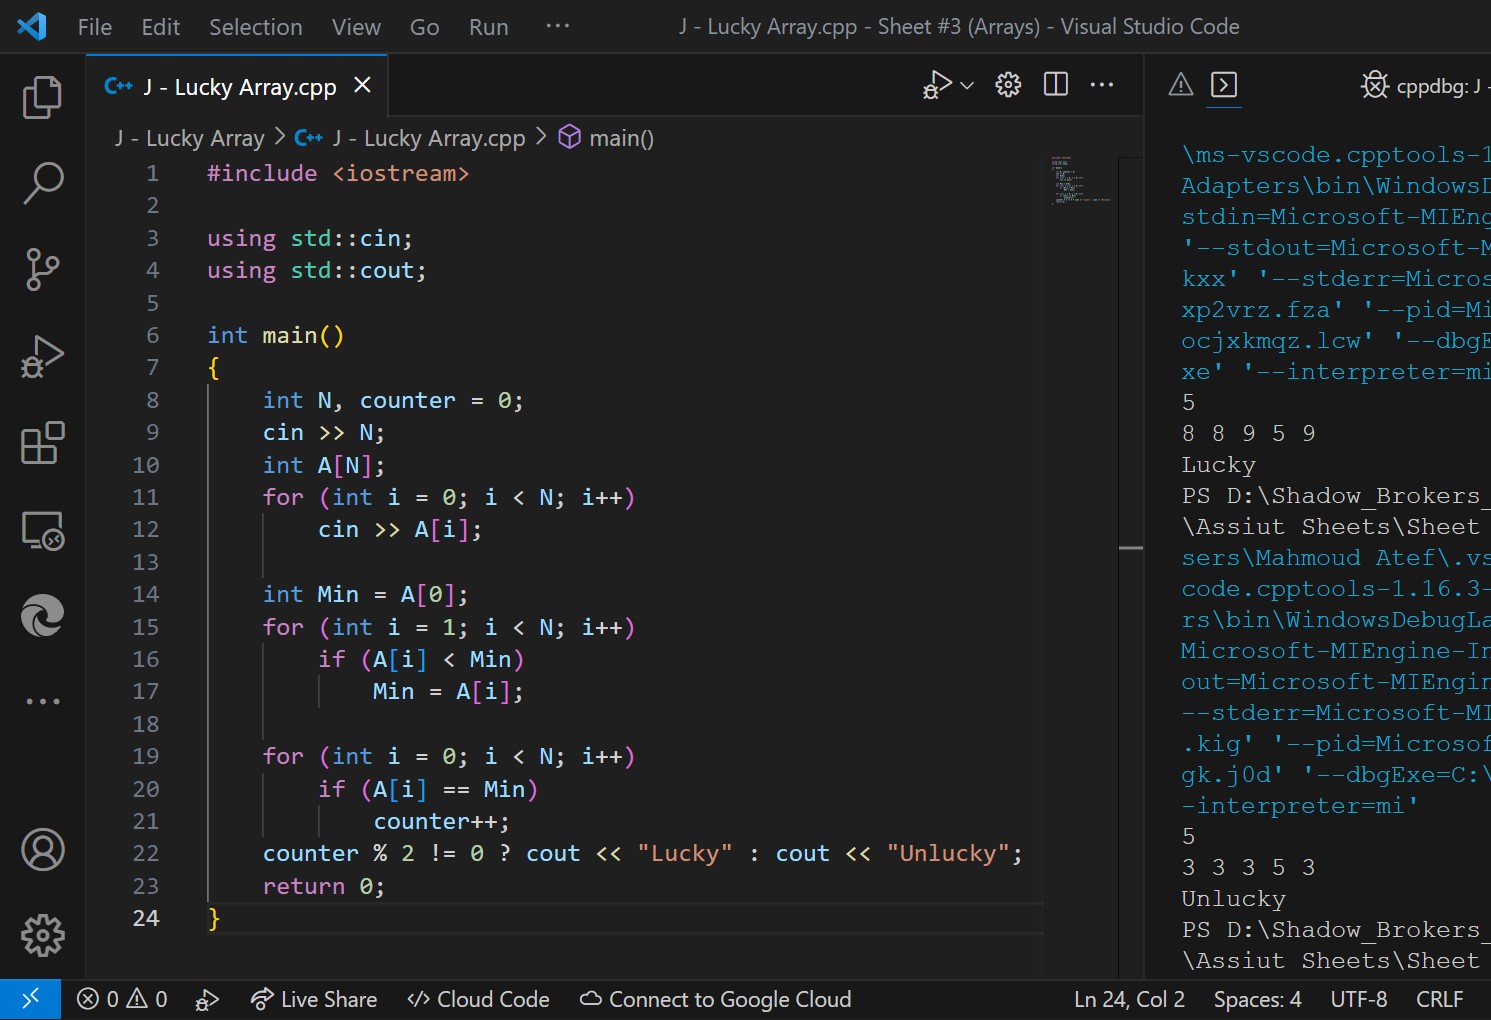 File Edit Selection View Go Run ··· J - Lucky Array.cpp - Sheet #3 (Arrays) - Visual Studio Code
C++ J - Lucky Array.cpp
cppdbg: J -
J - Lucky Array > C++ J - Lucky Array.cpp > main()
1 #include <iostream>
2
3 using std::cin;
4 using std::cout;
5
6 int main()
7 {
8 int N, counter = 0;
9 cin >> N;
10 int A[N];
11 for (int i = 0; i < N; i++)
12 cin >> A[i];
13
14 int Min = A[0];
15 for (int i = 1; i < N; i++)
16 if (A[i] < Min)
17 Min = A[i];
18
19 for (int i = 0; i < N; i++)
20 if (A[i] == Min)
21 counter++;
22 counter % 2 != 0 ? cout << "Lucky" : cout << "Unlucky";
23 return 0;
24 }
\ms-vscode.cpptools-1
Adapters\bin\WindowsD
stdin=Microsoft-MIEng
'--stdout=Microsoft-M
kxx' '--stderr=Micros
xp2vrz.fza' '--pid=Mi
ocjxkmqz.lcw' '--dbgE
xe' '--interpreter=mi
5
8 8 9 5 9
Lucky
PS D:\Shadow_Brokers_
\Assiut Sheets\Sheet
sers\Mahmoud Atef\.vs
code.cpptools-1.16.3-
rs\bin\WindowsDebugLa
Microsoft-MIEngine-In
out=Microsoft-MIEngin
--stderr=Microsoft-MI
.kig' '--pid=Microsof
gk.j0d' '--dbgExe=C:\
-interpreter=mi'
5
3 3 3 5 3
Unlucky
PS D:\Shadow_Brokers_
\Assiut Sheets\Sheet
0 0 Live Share Cloud Code Connect to Google Cloud Ln 24, Col 2 Spaces: 4 UTF-8 CRLF